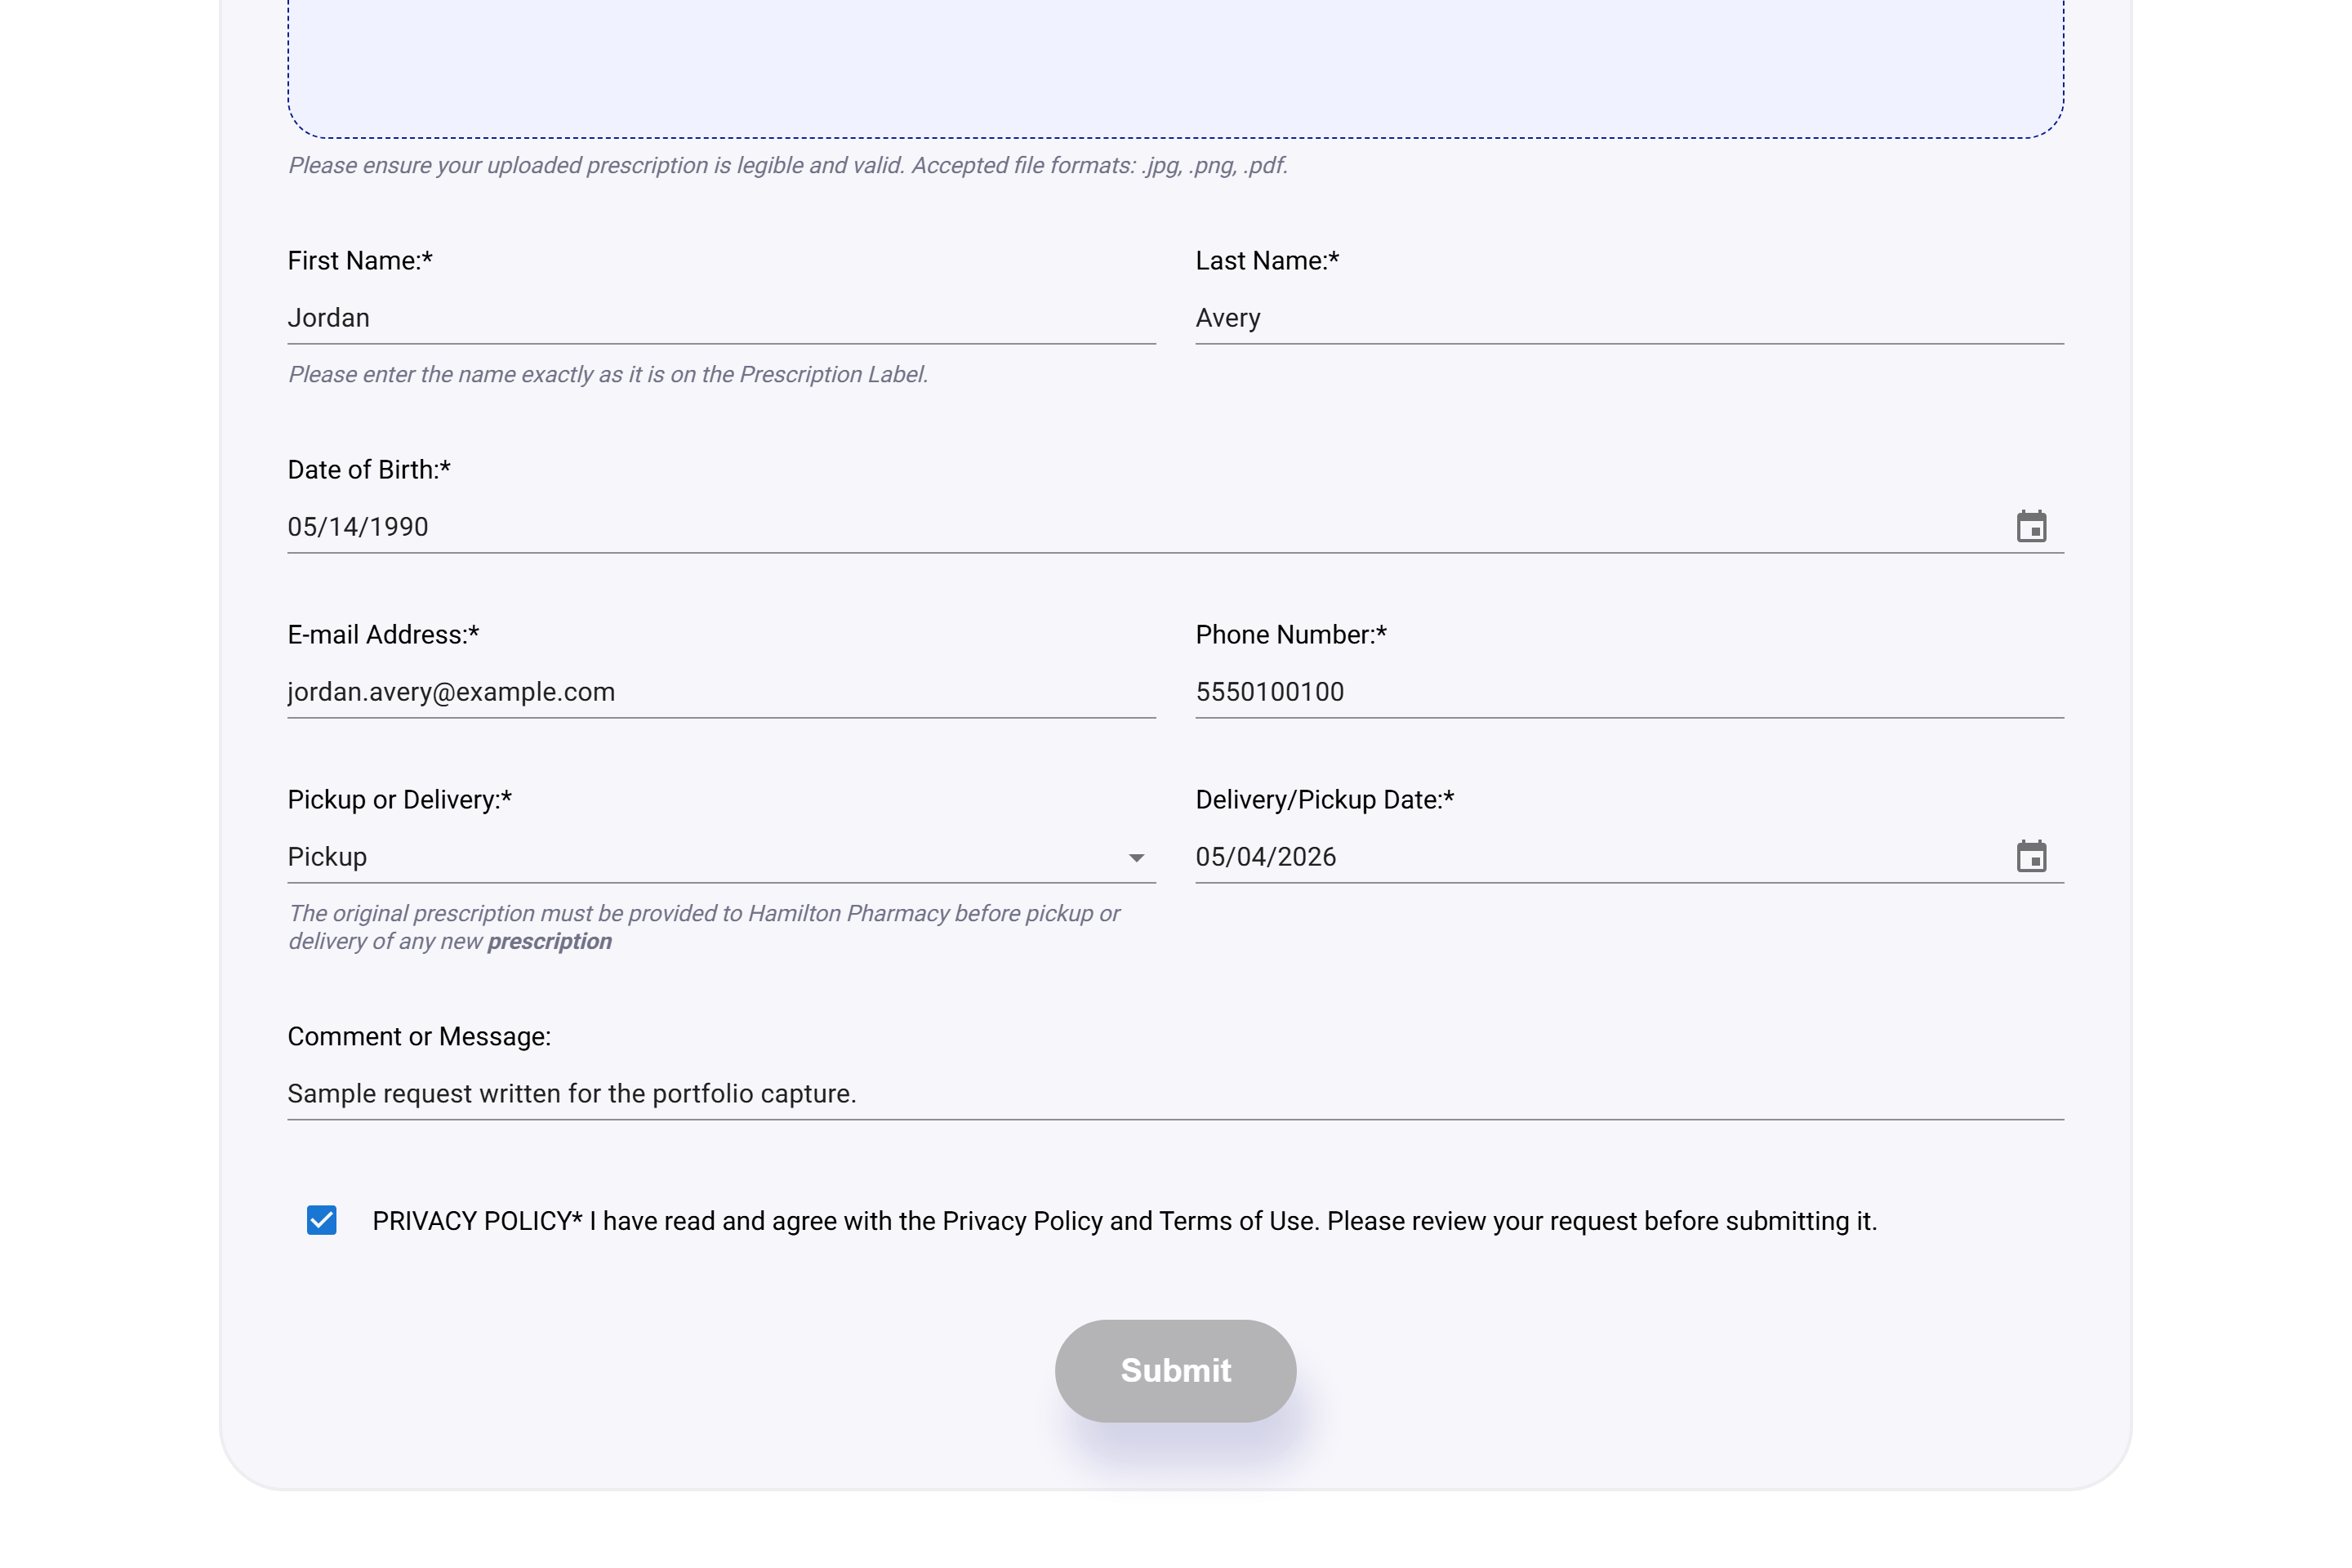 Please ensure your uploaded prescription is legible and valid. Accepted file formats: .jpg, .png, .pdf.
First Name:*
Last Name:*
Jordan
Avery
Please enter the name exactly as it is on the Prescription Label.
Date of Birth:*
05/14/1990
E-mail Address:*
Phone Number:*
jordan.avery@example.com
5550100100
Pickup or Delivery:*
Delivery/Pickup Date:*
Pickup
05/04/2026
The original prescription must be provided to Hamilton Pharmacy before pickup or
delivery of any new prescription
Comment or Message:
Sample request written for the portfolio capture.
PRIVACY POLICY* I have read and agree with the Privacy Policy and Terms of Use. Please review your request before submitting it.
Submit